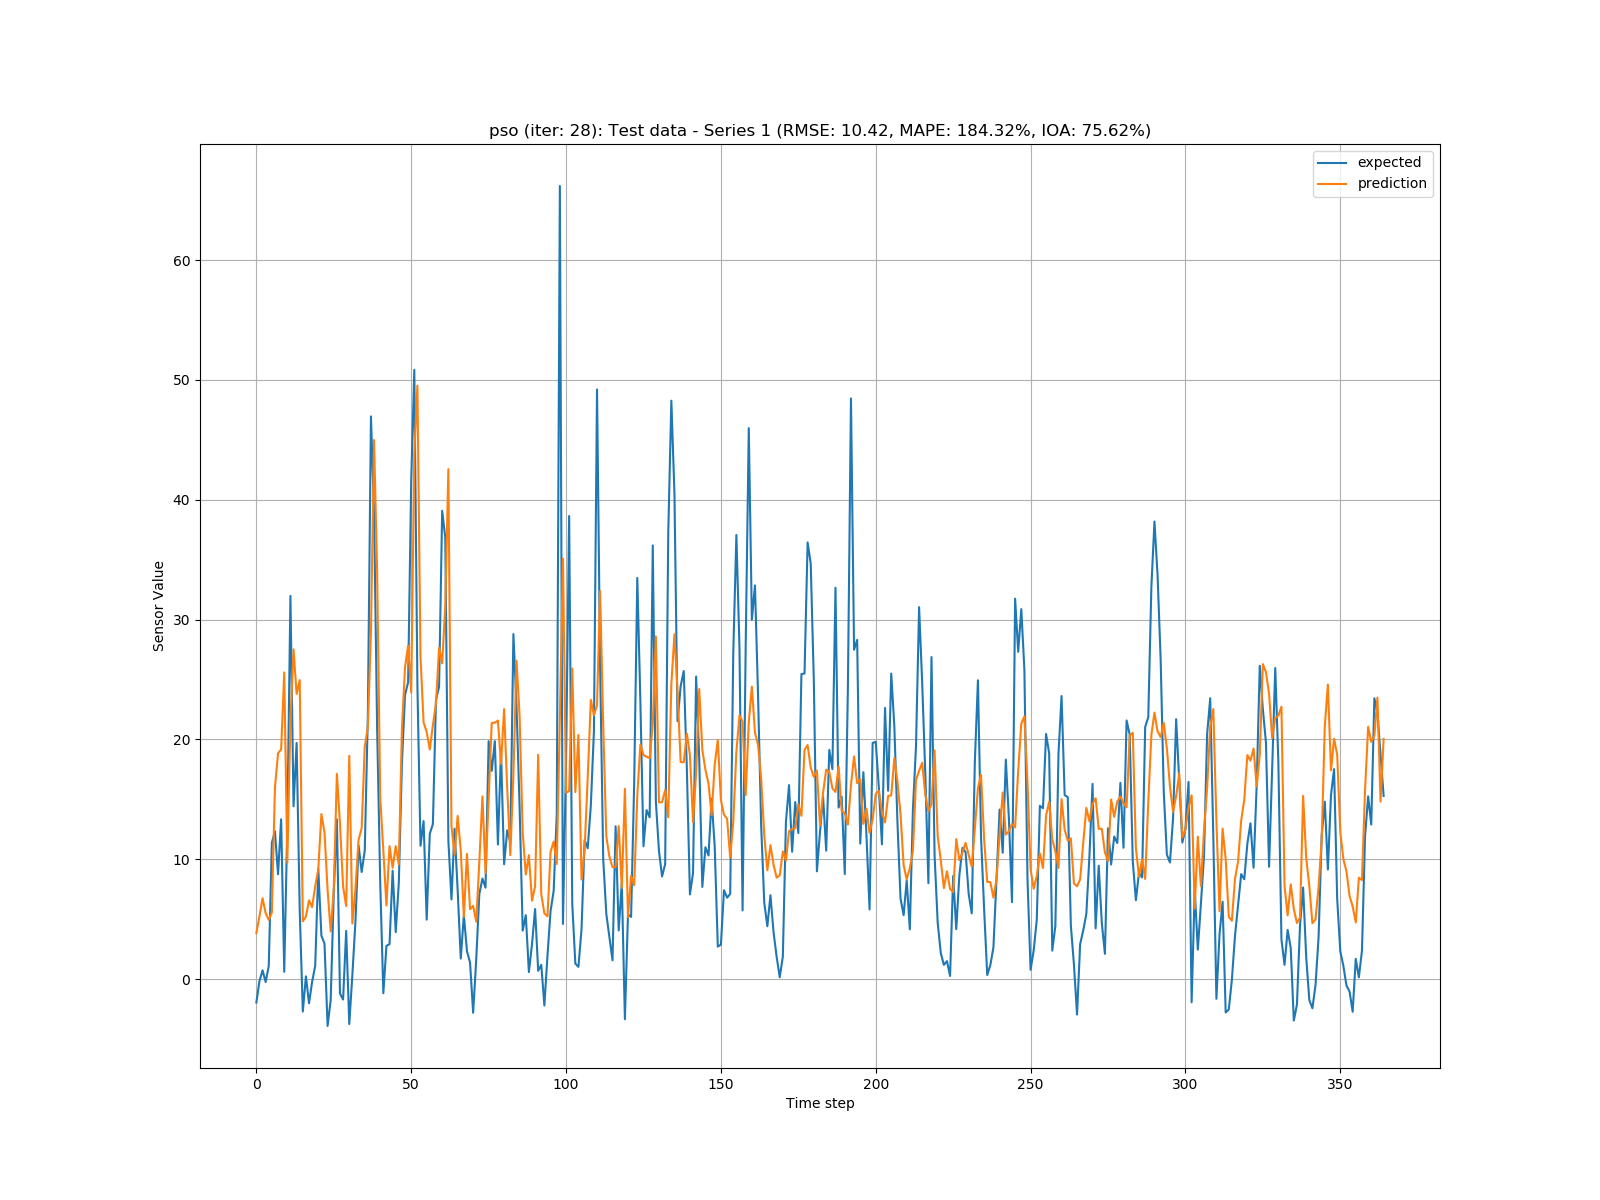 pso (iter: 28): Test data - Series 1 (RMSE: 10.42, MAPE: 184.32%, IOA: 75.62%)
expected
prediction
60
50
40
30
20
10
0
Sensor Value
0 50 100 150 200 250 300 350
Time step